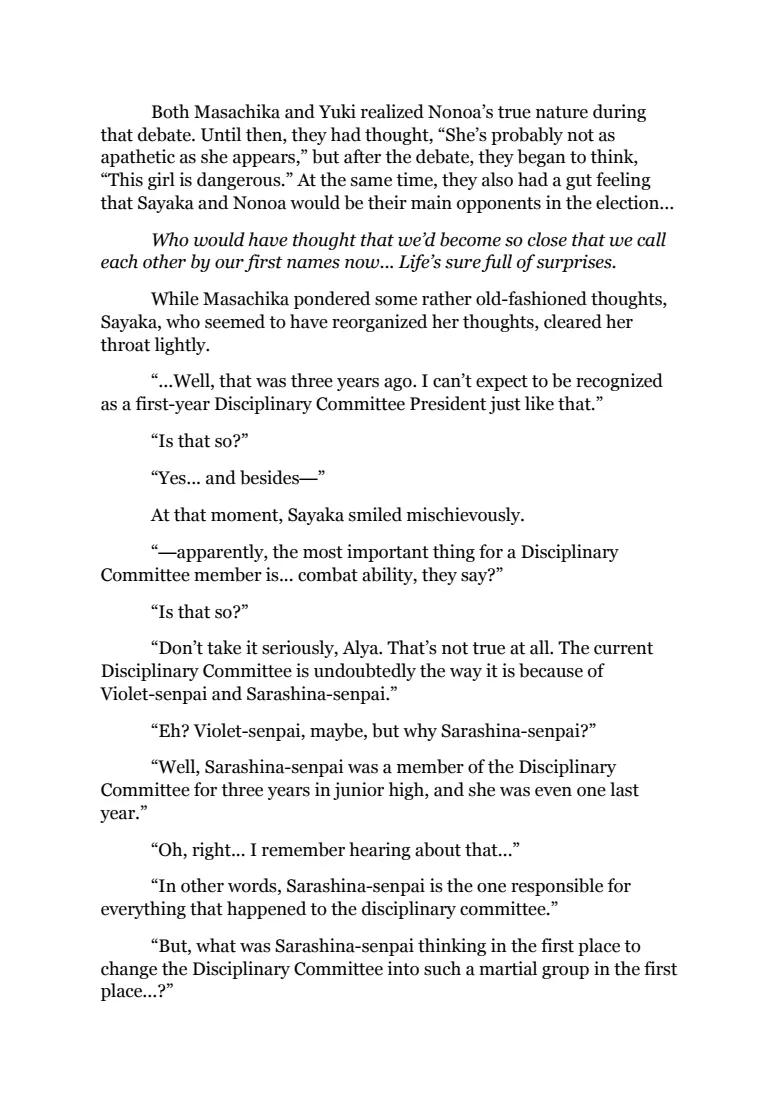 Both Masachika and Yuki realized Nonoa’s true nature during
that debate. Until then, they had thought, “She’s probably not as
apathetic as she appears,” but after the debate, they began to think,
“This girl is dangerous.” At the same time, they also had a gut feeling
that Sayaka and Nonoa would be their main opponents in the election...
Who would have thought that we’d become so close that we call
each other by our first names now... Life’s sure full of surprises.
While Masachika pondered some rather old-fashioned thoughts,
Sayaka, who seemed to have reorganized her thoughts, cleared her
throat lightly.
“...Well, that was three years ago. I can’t expect to be recognized
as a first-year Disciplinary Committee President just like that.”
“Is that so?”
“Yes... and besides—”
At that moment, Sayaka smiled mischievously.
“—apparently, the most important thing for a Disciplinary
Committee member is... combat ability, they say?”
“Is that so?”
“Don’t take it seriously, Alya. That’s not true at all. The current
Disciplinary Committee is undoubtedly the way it is because of
Violet-senpai and Sarashina-senpai.”
“Eh? Violet-senpai, maybe, but why Sarashina-senpai?”
“Well, Sarashina-senpai was a member of the Disciplinary
Committee for three years in junior high, and she was even one last
year.”
“Oh, right... I remember hearing about that...”
“In other words, Sarashina-senpai is the one responsible for
everything that happened to the disciplinary committee.”
“But, what was Sarashina-senpai thinking in the first place to
change the Disciplinary Committee into such a martial group in the first
place...?”